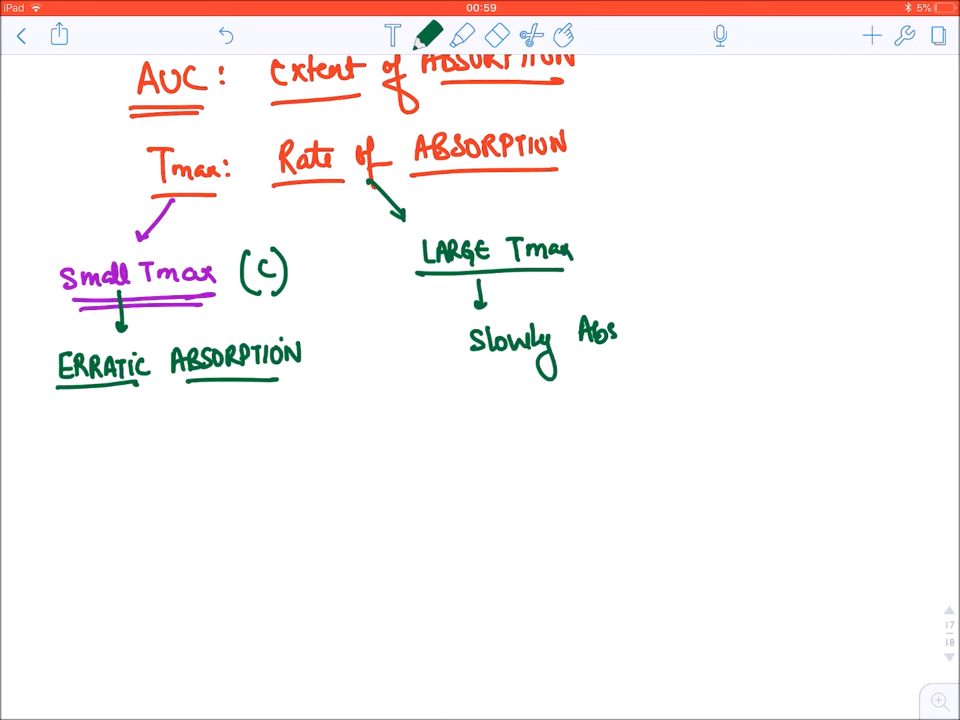 iPad 00:59 5%
T
AUC: Extent of ABSORPTION
Tmax: Rate of ABSORPTION
Small Tmax (C) LARGE Tmax
ERRATIC ABSORPTION Slowly Abs
17
18